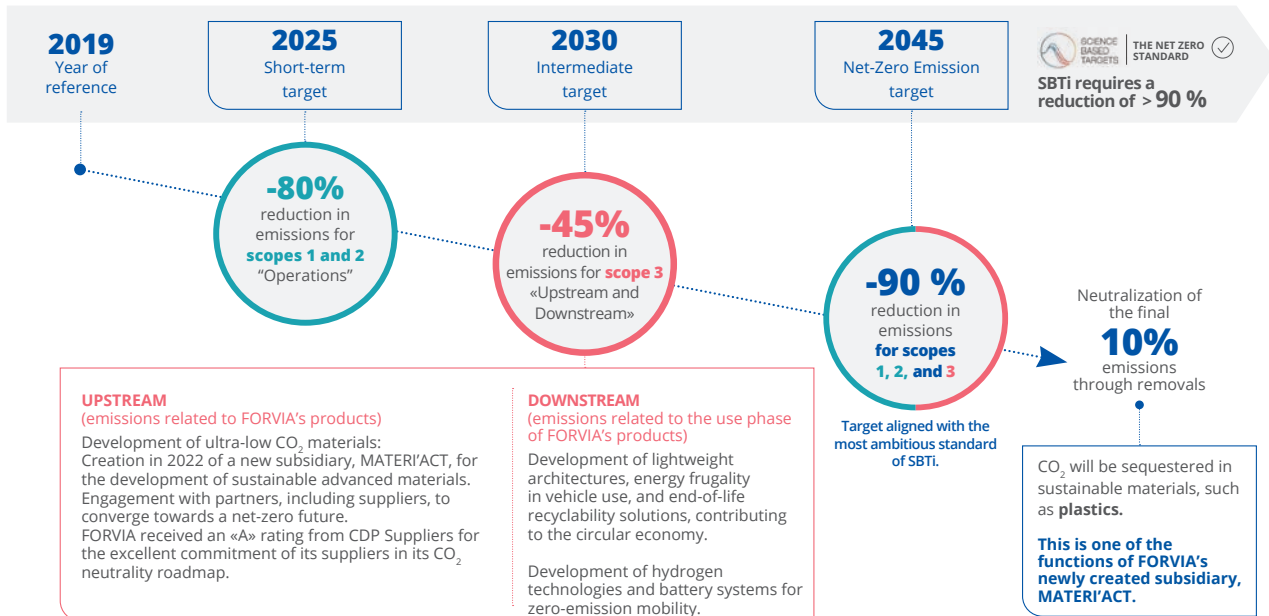 2019
Year of
reference
2025
Short-term
target
2030
Intermediate
target
2045
Net-Zero Emission
target
SCIENCE
BASED
TARGETS
THE NET ZERO
STANDARD
SBTi requires a
reduction of > 90 %
-80%
reduction in
emissions for
scopes 1 and 2
“Operations”
-45%
reduction in
emissions for scope 3
«Upstream and
Downstream»
-90 %
reduction in
emissions
for scopes
1, 2, and 3
Target aligned with the
most ambitious standard
of SBTi.
Neutralization of
the final
10%
emissions
through removals
UPSTREAM
(emissions related to FORVIA’s products)
Development of ultra-low CO₂ materials:
Creation in 2022 of a new subsidiary, MATERI’ACT, for
the development of sustainable advanced materials.
Engagement with partners, including suppliers, to
converge towards a net-zero future.
FORVIA received an «A» rating from CDP Suppliers for
the excellent commitment of its suppliers in its CO₂
neutrality roadmap.
DOWNSTREAM
(emissions related to the use phase
of FORVIA’s products)
Development of lightweight
architectures, energy frugality
in vehicle use, and end-of-life
recyclability solutions, contributing
to the circular economy.
Development of hydrogen
technologies and battery systems for
zero-emission mobility.
CO₂ will be sequestered in
sustainable materials, such
as plastics.
This is one of the
functions of FORVIA’s
newly created subsidiary,
MATERI’ACT.